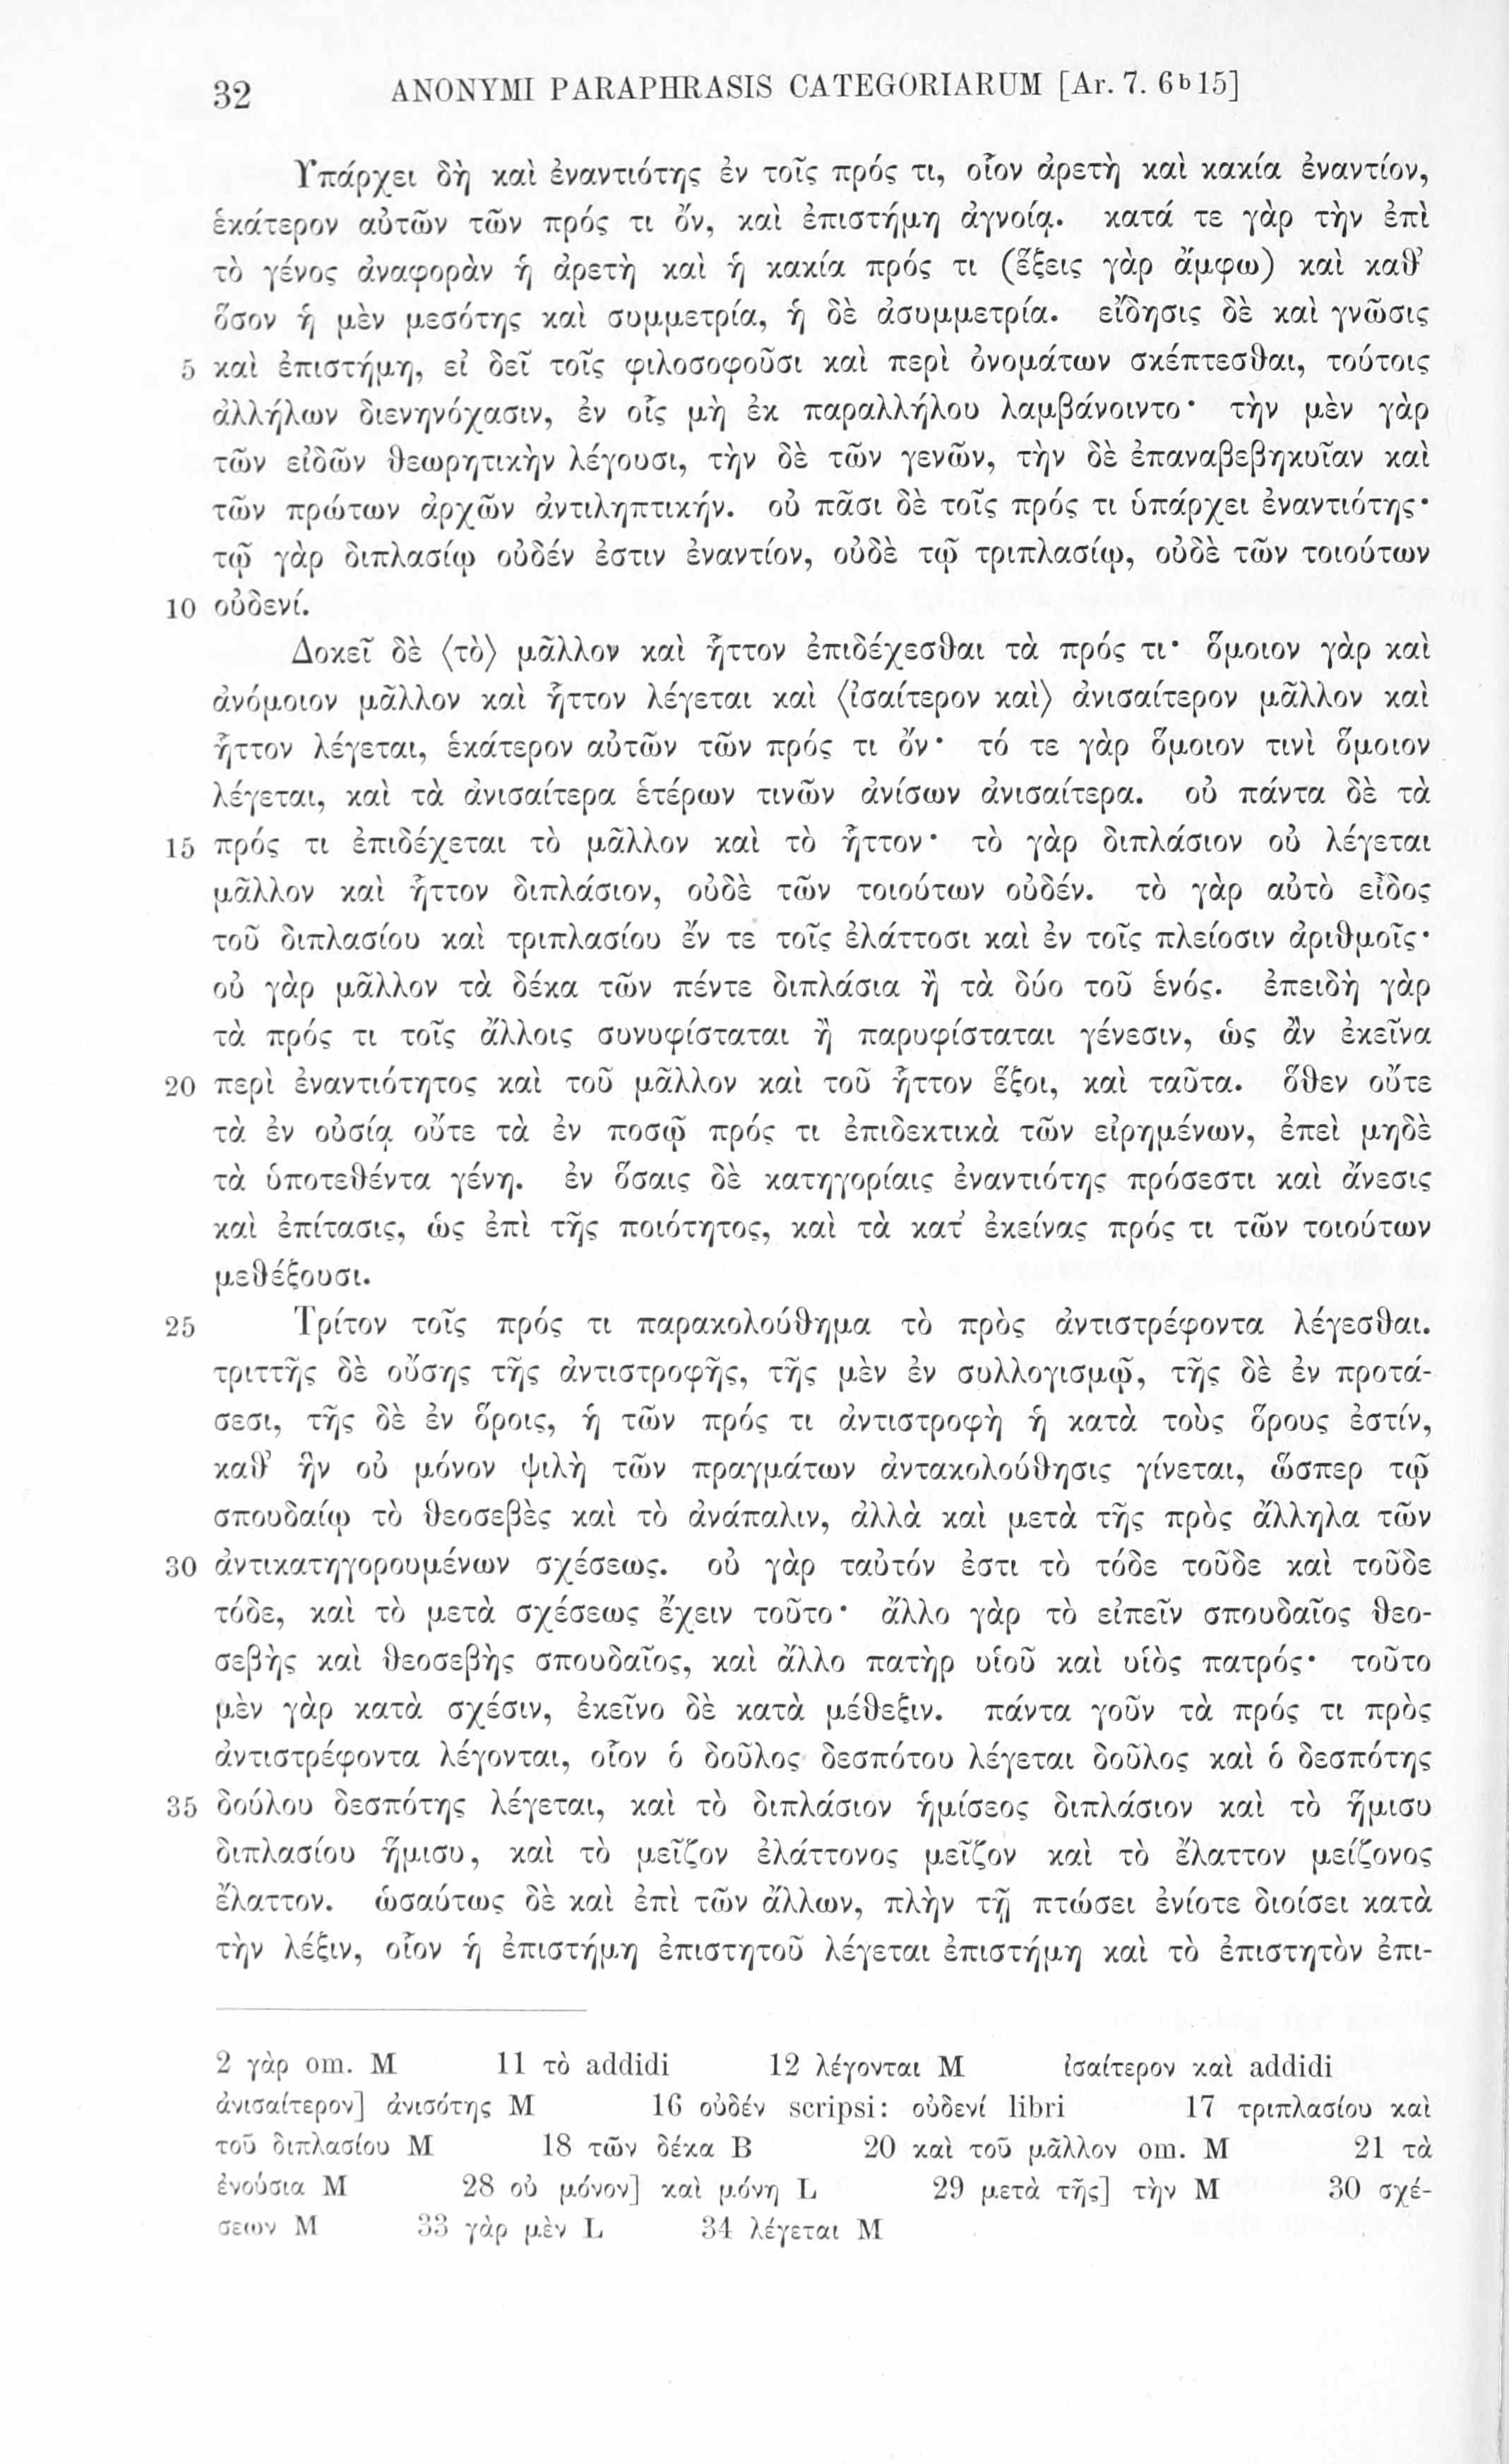 32 ANONYMI PARAPHRASIS CATEGORIARUM [Ar. 7. 6b15]
Ὑπάρχει δὴ καὶ ἐναντιότης ἐν τοῖς πρός τι, οἷον ἀρετὴ καὶ κακία ἐναντίον,
ἑκάτερον αὐτῶν τῶν πρός τι ὄν, καὶ ἐπιστήμη ἀγνοίᾳ. κατά τε γὰρ τὴν ἐπὶ
τὸ γένος ἀναφορὰν ἡ ἀρετὴ καὶ ἡ κακία πρός τι (ἕξεις γὰρ ἄμφω) καὶ καθ’
ὅσον ἡ μὲν μεσότης καὶ συμμετρία, ἡ δὲ ἀσυμμετρία. εἴδησις δὲ καὶ γνῶσις
5 καὶ ἐπιστήμη, εἰ δεῖ τοῖς φιλοσοφοῦσι καὶ περὶ ὀνομάτων σκέπτεσθαι, τούτοις
ἀλλήλων διενηνόχασιν, ἐν οἷς μὴ ἐκ παραλλήλου λαμβάνοιντο· τὴν μὲν γὰρ
τῶν εἰδῶν θεωρητικὴν λέγουσι, τὴν δὲ τῶν γενῶν, τὴν δὲ ἐπαναβεβηκυῖαν καὶ
τῶν πρώτων ἀρχῶν ἀντιληπτικήν. οὐ πᾶσι δὲ τοῖς πρός τι ὑπάρχει ἐναντιότης·
τῷ γὰρ διπλασίῳ οὐδέν ἐστιν ἐναντίον, οὐδὲ τῷ τριπλασίῳ, οὐδὲ τῶν τοιούτων
10 οὐδενί.
Δοκεῖ δὲ ⟨τὸ⟩ μᾶλλον καὶ ἧττον ἐπιδέχεσθαι τὰ πρός τι· ὅμοιον γὰρ καὶ
ἀνόμοιον μᾶλλον καὶ ἧττον λέγεται καὶ ⟨ἰσαίτερον καὶ⟩ ἀνισαίτερον μᾶλλον καὶ
ἧττον λέγεται, ἑκάτερον αὐτῶν τῶν πρός τι ὄν· τό τε γὰρ ὅμοιον τινὶ ὅμοιον
λέγεται, καὶ τὰ ἀνισαίτερα ἑτέρων τινῶν ἀνίσων ἀνισαίτερα. οὐ πάντα δὲ τὰ
15 πρός τι ἐπιδέχεται τὸ μᾶλλον καὶ τὸ ἧττον· τὸ γὰρ διπλάσιον οὐ λέγεται
μᾶλλον καὶ ἧττον διπλάσιον, οὐδὲ τῶν τοιούτων οὐδέν. τὸ γὰρ αὐτὸ εἶδος
τοῦ διπλασίου καὶ τριπλασίου ἔν τε τοῖς ἐλάττοσι καὶ ἐν τοῖς πλείοσιν ἀριθμοῖς·
οὐ γὰρ μᾶλλον τὰ δέκα τῶν πέντε διπλάσια ἢ τὰ δύο τοῦ ἑνός. ἐπειδὴ γὰρ
τὰ πρός τι τοῖς ἄλλοις συνυφίσταται ἢ παρυφίσταται γένεσιν, ὡς ἂν ἐκεῖνα
20 περὶ ἐναντιότητος καὶ τοῦ μᾶλλον καὶ τοῦ ἧττον ἕξοι, καὶ ταῦτα. ὅθεν οὔτε
τὰ ἐν οὐσίᾳ οὔτε τὰ ἐν ποσῷ πρός τι ἐπιδεκτικὰ τῶν εἰρημένων, ἐπεὶ μηδὲ
τὰ ὑποτεθέντα γένη. ἐν ὅσαις δὲ κατηγορίαις ἐναντιότης πρόσεστι καὶ ἄνεσις
καὶ ἐπίτασις, ὡς ἐπὶ τῆς ποιότητος, καὶ τὰ κατ’ ἐκείνας πρός τι τῶν τοιούτων
μεθέξουσι.
25 Τρίτον τοῖς πρός τι παρακολούθημα τὸ πρὸς ἀντιστρέφοντα λέγεσθαι.
τριττῆς δὲ οὔσης τῆς ἀντιστροφῆς, τῆς μὲν ἐν συλλογισμῷ, τῆς δὲ ἐν προτά-
σεσι, τῆς δὲ ἐν ὅροις, ἡ τῶν πρός τι ἀντιστροφὴ ἡ κατὰ τοὺς ὅρους ἐστίν,
καθ’ ἣν οὐ μόνον ψιλὴ τῶν πραγμάτων ἀντακολούθησις γίνεται, ὥσπερ τῷ
σπουδαίῳ τὸ θεοσεβὲς καὶ τὸ ἀνάπαλιν, ἀλλὰ καὶ μετὰ τῆς πρὸς ἄλληλα τῶν
30 ἀντικατηγορουμένων σχέσεως. οὐ γὰρ ταὐτόν ἐστι τὸ τόδε τοῦδε καὶ τοῦδε
τόδε, καὶ τὸ μετὰ σχέσεως ἔχειν τοῦτο· ἄλλο γὰρ τὸ εἰπεῖν σπουδαῖος θεο-
σεβὴς καὶ θεοσεβὴς σπουδαῖος, καὶ ἄλλο πατὴρ υἱοῦ καὶ υἱὸς πατρός· τοῦτο
μὲν γὰρ κατὰ σχέσιν, ἐκεῖνο δὲ κατὰ μέθεξιν. πάντα γοῦν τὰ πρός τι πρὸς
ἀντιστρέφοντα λέγονται, οἷον ὁ δοῦλος δεσπότου λέγεται δοῦλος καὶ ὁ δεσπότης
35 δούλου δεσπότης λέγεται, καὶ τὸ διπλάσιον ἡμίσεος διπλάσιον καὶ τὸ ἥμισυ
διπλασίου ἥμισυ, καὶ τὸ μεῖζον ἐλάττονος μεῖζον καὶ τὸ ἔλαττον μείζονος
ἔλαττον. ὡσαύτως δὲ καὶ ἐπὶ τῶν ἄλλων, πλὴν τῇ πτώσει ἐνίοτε διοίσει κατὰ
τὴν λέξιν, οἷον ἡ ἐπιστήμη ἐπιστητοῦ λέγεται ἐπιστήμη καὶ τὸ ἐπιστητὸν ἐπι-
2 γὰρ om. M 11 τὸ addidi 12 λέγονται M ἰσαίτερον καὶ addidi
ἀνισαίτερον] ἀνισότης M 16 οὐδέν scripsi: οὐδενί libri 17 τριπλασίου καὶ
τοῦ διπλασίου M 18 τῶν δέκα B 20 καὶ τοῦ μᾶλλον om. M 21 τὰ
ἐνούσια M 28 οὐ μόνον] καὶ μόνη L 29 μετὰ τῆς] τὴν M 30 σχέ-
σεων M 33 γὰρ μὲν L 34 λέγεται M